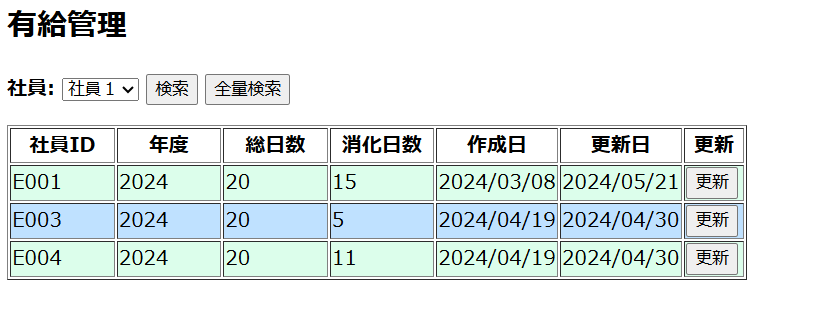 有給管理
社員: 社員１ 検索 全量検索
社員ID 年度 総日数 消化日数 作成日 更新日 更新
E001 2024 20 15 2024/03/08 2024/05/21 更新
E003 2024 20 5 2024/04/19 2024/04/30 更新
E004 2024 20 11 2024/04/19 2024/04/30 更新